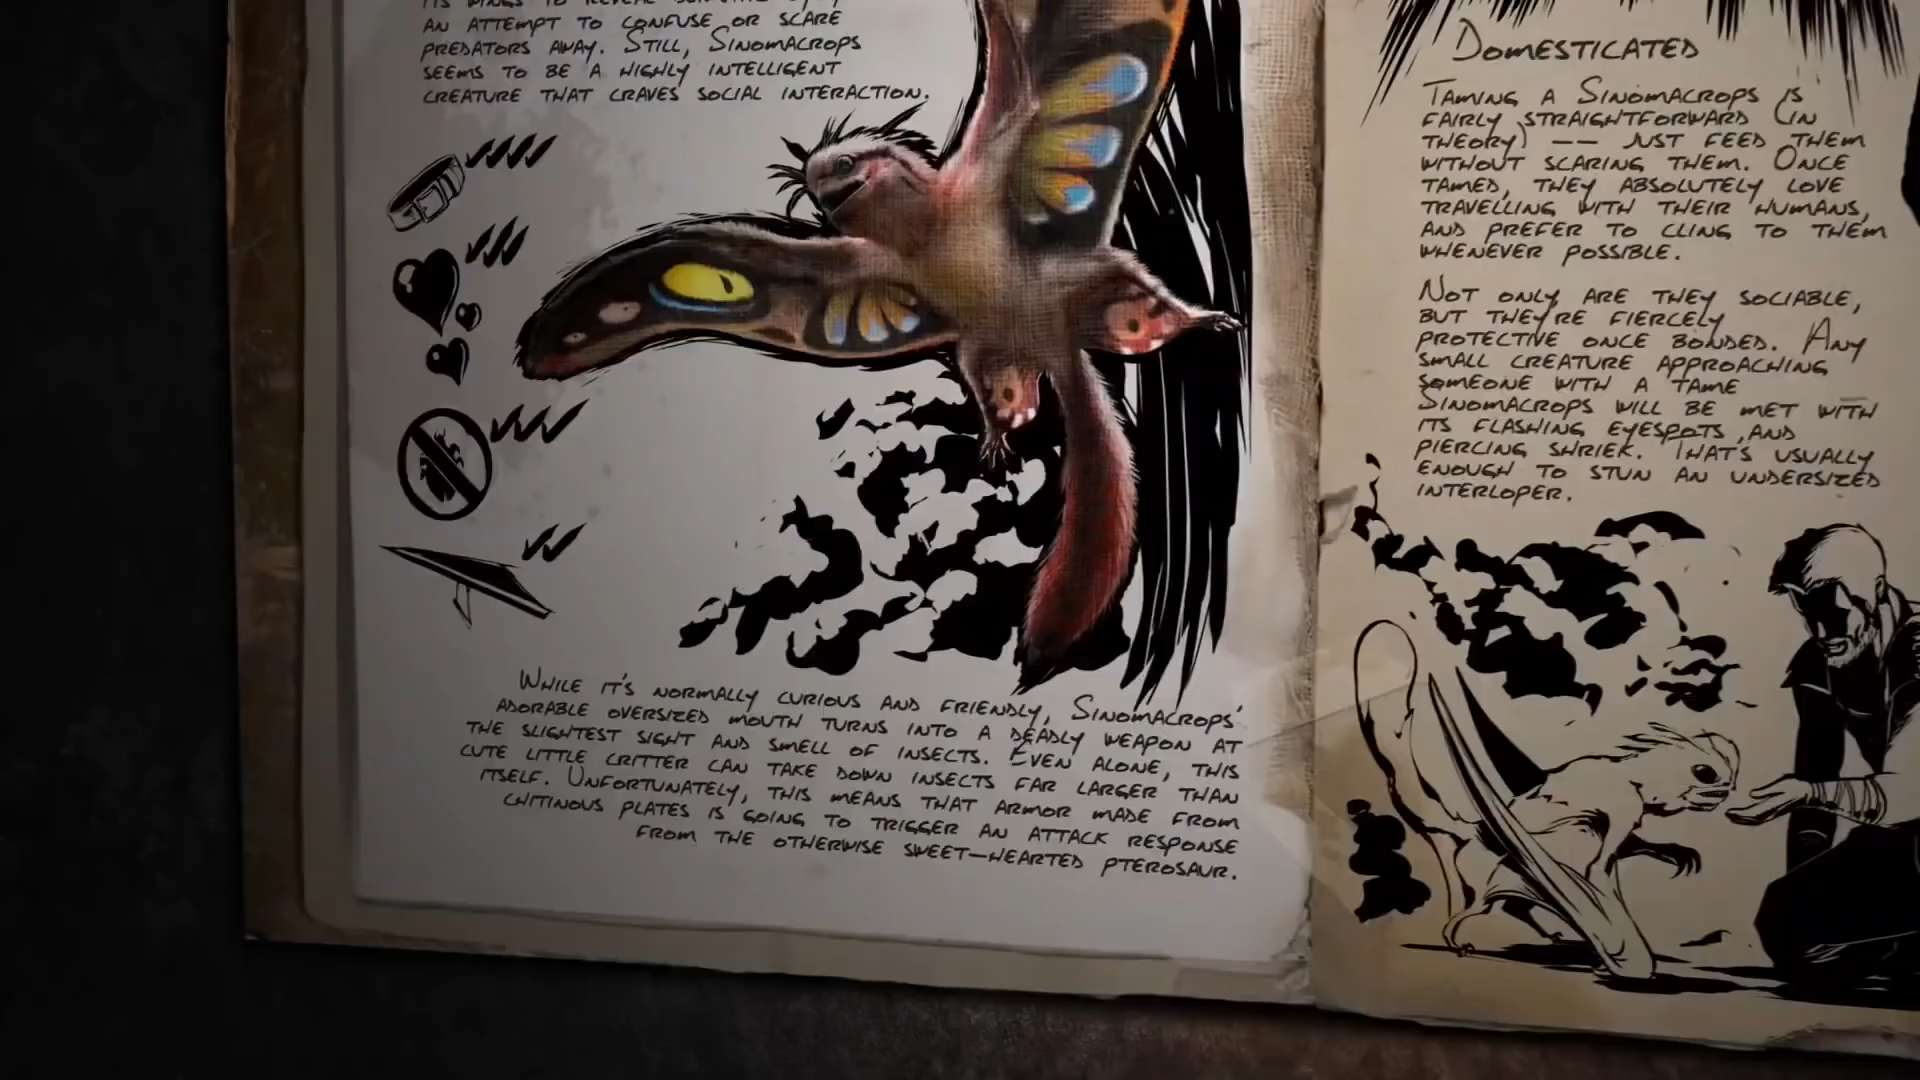 ITS WINGS TO REVEAL
AN ATTEMPT TO CONFUSE OR SCARE
PREDATORS AWAY. STILL, SINOMACROPS
SEEMS TO BE A HIGHLY INTELLIGENT
CREATURE THAT CRAVES SOCIAL INTERACTION.
WHILE IT'S NORMALLY CURIOUS AND FRIENDLY, SINOMACROPS'
ADORABLE OVERSIZED MOUTH TURNS INTO A DEADLY WEAPON AT
THE SLIGHTEST SIGHT AND SMELL OF INSECTS. EVEN ALONE, THIS
CUTE LITTLE CRITTER CAN TAKE DOWN INSECTS FAR LARGER THAN
ITSELF. UNFORTUNATELY, THIS MEANS THAT ARMOR MADE FROM
CHITINOUS PLATES IS GOING TO TRIGGER AN ATTACK RESPONSE
FROM THE OTHERWISE SWEET-HEARTED PTEROSAUR.
DOMESTICATED
TAMING A SINOMACROPS IS
FAIRLY STRAIGHTFORWARD (IN
THEORY) -- JUST FEED THEM
WITHOUT SCARING THEM. ONCE
TAMED, THEY ABSOLUTELY LOVE
TRAVELLING WITH THEIR HUMANS,
AND PREFER TO CLING TO THEM
WHENEVER POSSIBLE.
NOT ONLY ARE THEY SOCIABLE,
BUT THEY'RE FIERCELY
PROTECTIVE ONCE BONDED. ANY
SMALL CREATURE APPROACHING
SOMEONE WITH A TAME
SINOMACROPS WILL BE MET WITH
ITS FLASHING EYESPOTS, AND
PIERCING SHRIEK. THAT'S USUALLY
ENOUGH TO STUN AN UNDERSIZED
INTERLOPER.